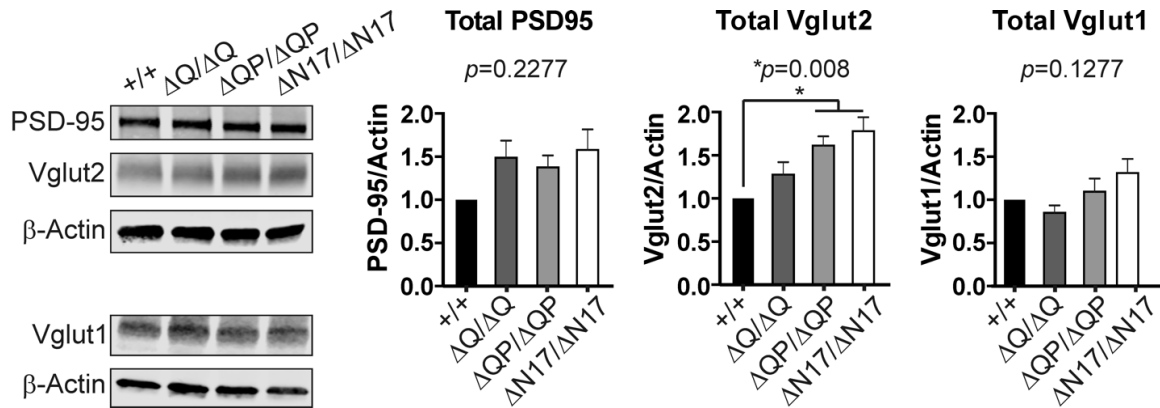 +/+
ΔQ/ΔQ
ΔQP/ΔQP
ΔN17/ΔN17
PSD-95
Vglut2
β-Actin
Vglut1
β-Actin
Total PSD95
p=0.2277
PSD-95/Actin
2.0
1.5
1.0
0.5
0.0
+/+
ΔQ/ΔQ
ΔQP/ΔQP
ΔN17/ΔN17
Total Vglut2
*p=0.008
*
Vglut2/Actin
2.0
1.5
1.0
0.5
0.0
+/+
ΔQ/ΔQ
ΔQP/ΔQP
ΔN17/ΔN17
Total Vglut1
p=0.1277
Vglut1/Actin
2.0
1.5
1.0
0.5
0.0
+/+
ΔQ/ΔQ
ΔQP/ΔQP
ΔN17/ΔN17